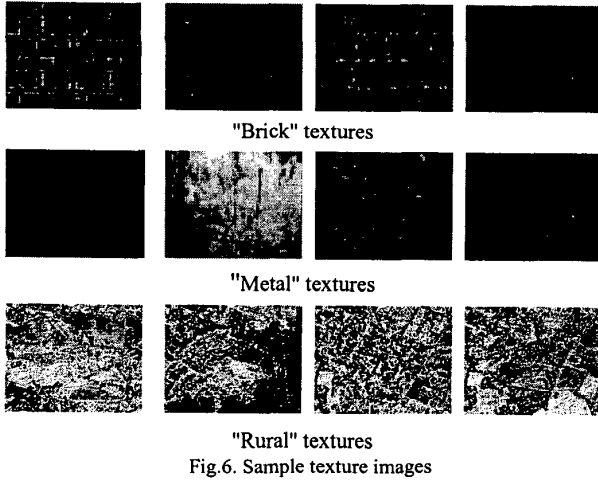 "Brick" textures
"Metal" textures
"Rural" textures
Fig.6. Sample texture images